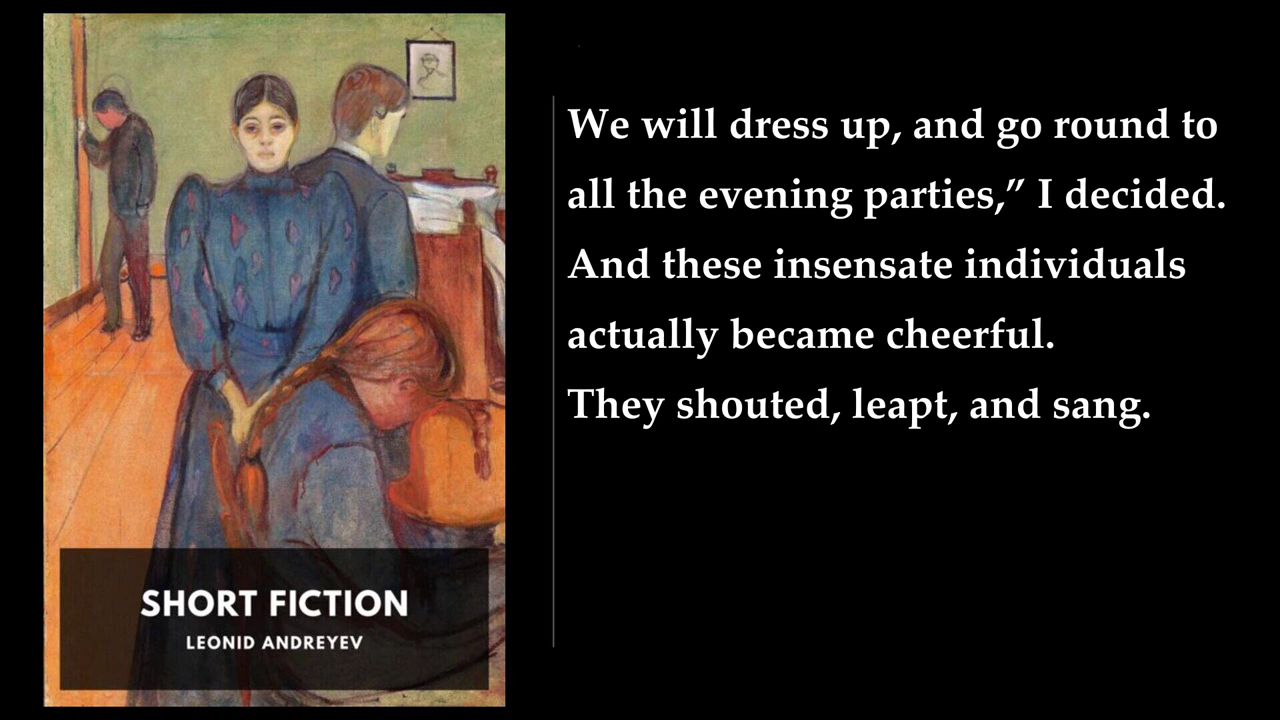 We will dress up, and go round to
all the evening parties,” I decided.
And these insensate individuals
actually became cheerful.
They shouted, leapt, and sang.
SHORT FICTION
LEONID ANDREYEV